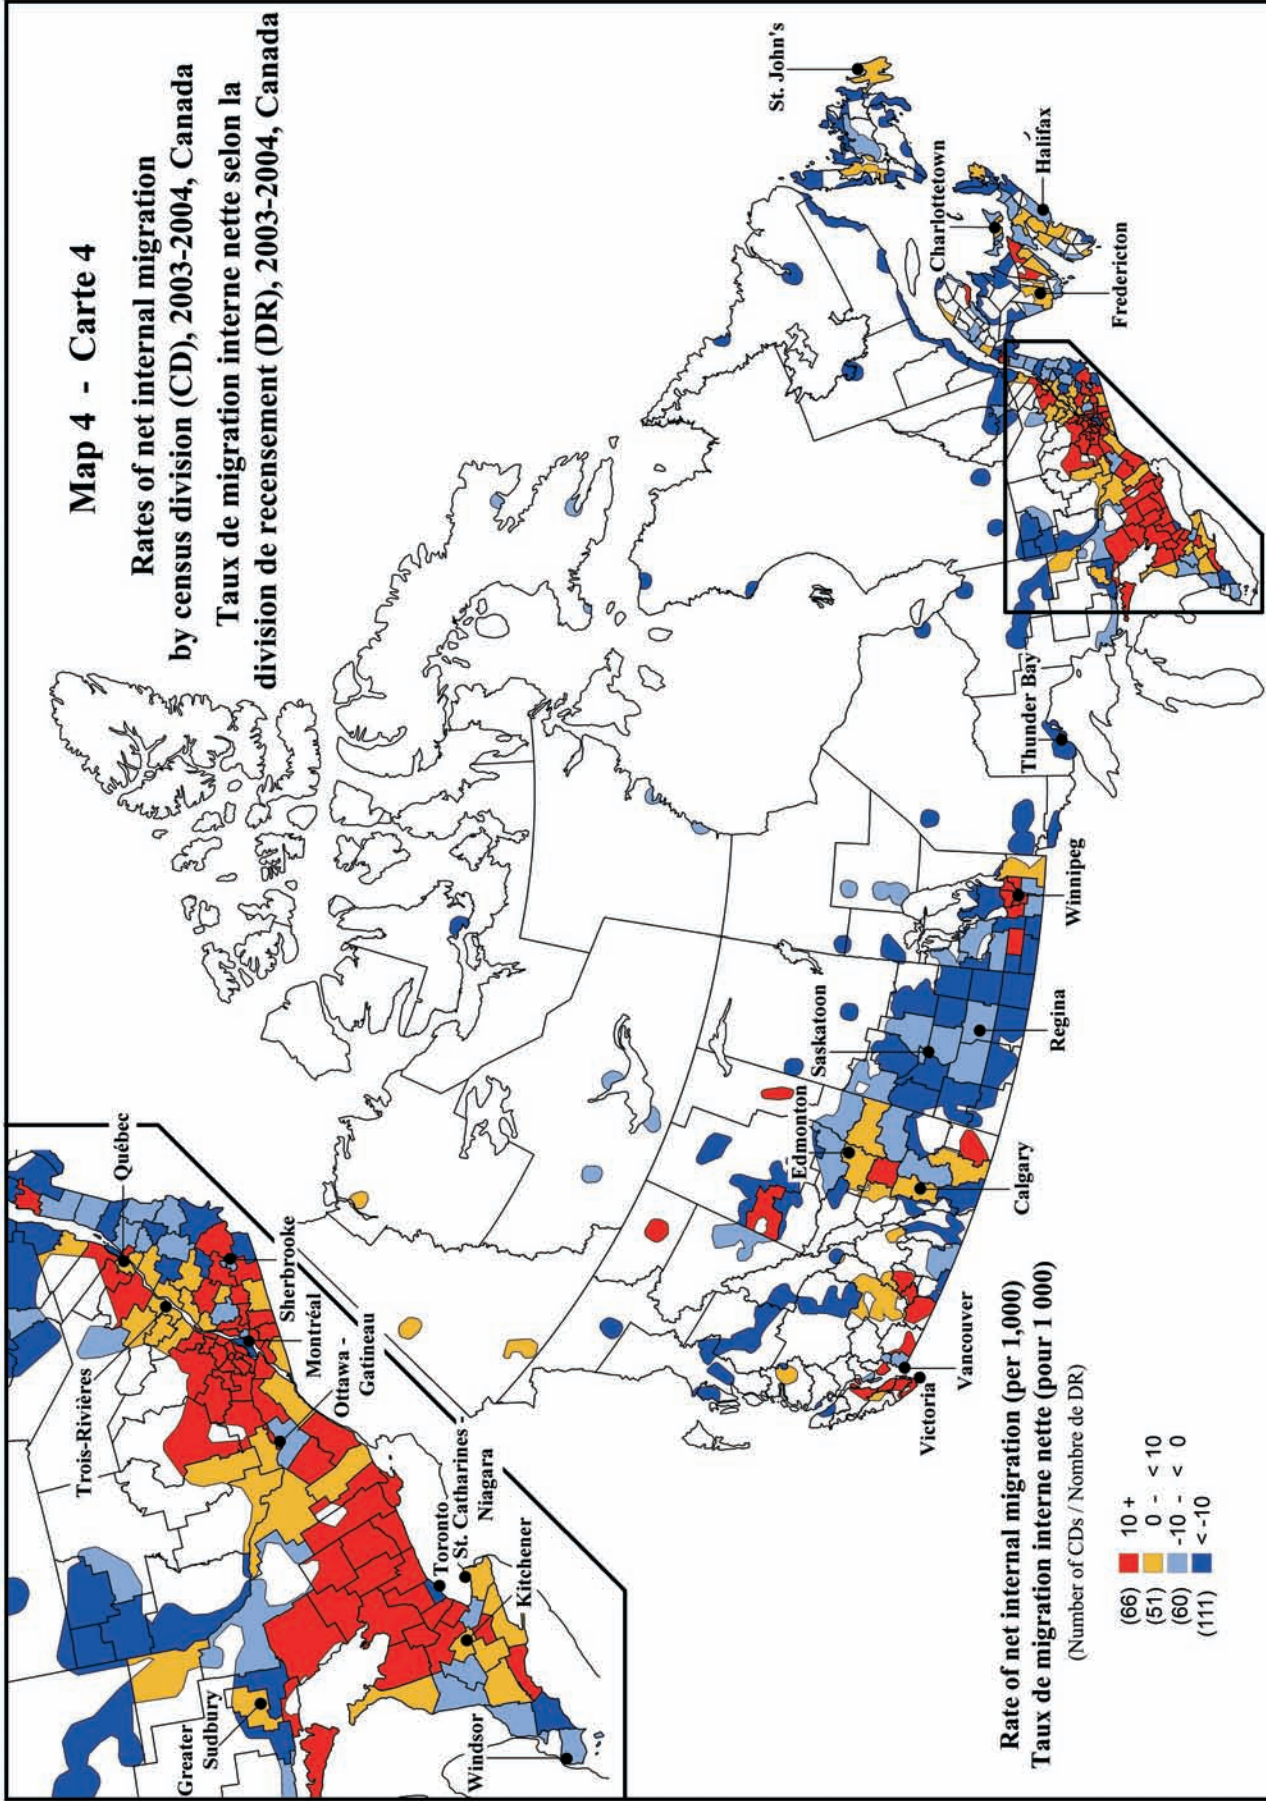 Map 4 - Carte 4
Rates of net internal migration
by census division (CD), 2003-2004, Canada
Taux de migration interne nette selon la
division de recensement (DR), 2003-2004, Canada
Québec
Trois-Rivières
Sherbrooke
Montréal
Ottawa -
Gatineau
Toronto
St. Catharines
Niagara
Kitchener
Greater
Sudbury
Windsor
St. John's
Charlottetown
Halifax
Fredericton
Thunder Bay
Winnipeg
Regina
Saskatoon
Edmonton
Calgary
Vancouver
Victoria
Rate of net internal migration (per 1,000)
Taux de migration interne nette (pour 1 000)
(Number of CDs / Nombre de DR)
(66) 10 +
(51) 0 - < 10
(60) -10 - < 0
(111) < -10